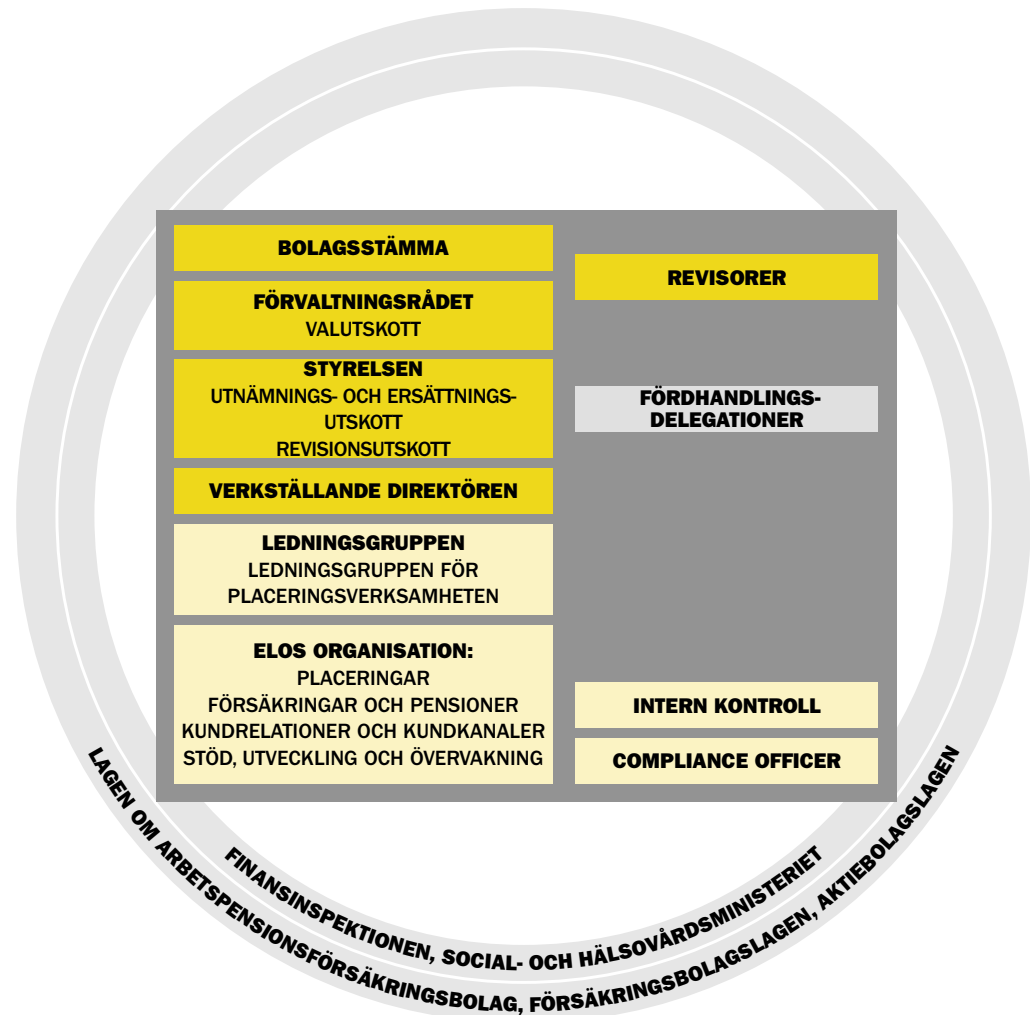 BOLAGSSTÄMMA
FÖRVALTNINGSRÅDET
VALUTSKOTT
STYRELSEN
UTNÄMNINGS- OCH ERSÄTTNINGS-
UTSKOTT
REVISIONSUTSKOTT
VERKSTÄLLANDE DIREKTÖREN
LEDNINGSGRUPPEN
LEDNINGSGRUPPEN FÖR
PLACERINGSVERKSAMHETEN
ELOS ORGANISATION:
PLACERINGAR
FÖRSÄKRINGAR OCH PENSIONER
KUNDRELATIONER OCH KUNDKANALER
STÖD, UTVECKLING OCH ÖVERVAKNING
REVISORER
FÖRDHANDLINGS-
DELEGATIONER
INTERN KONTROLL
COMPLIANCE OFFICER
FINANSINSPEKTIONEN, SOCIAL- OCH HÄLSOVÅRDSMINISTERIET
LAGEN OM ARBETSPENSIONSFÖRSÄKRINGSBOLAG, FÖRSÄKRINGSBOLAGSLAGEN, AKTIEBOLAGSLAGEN